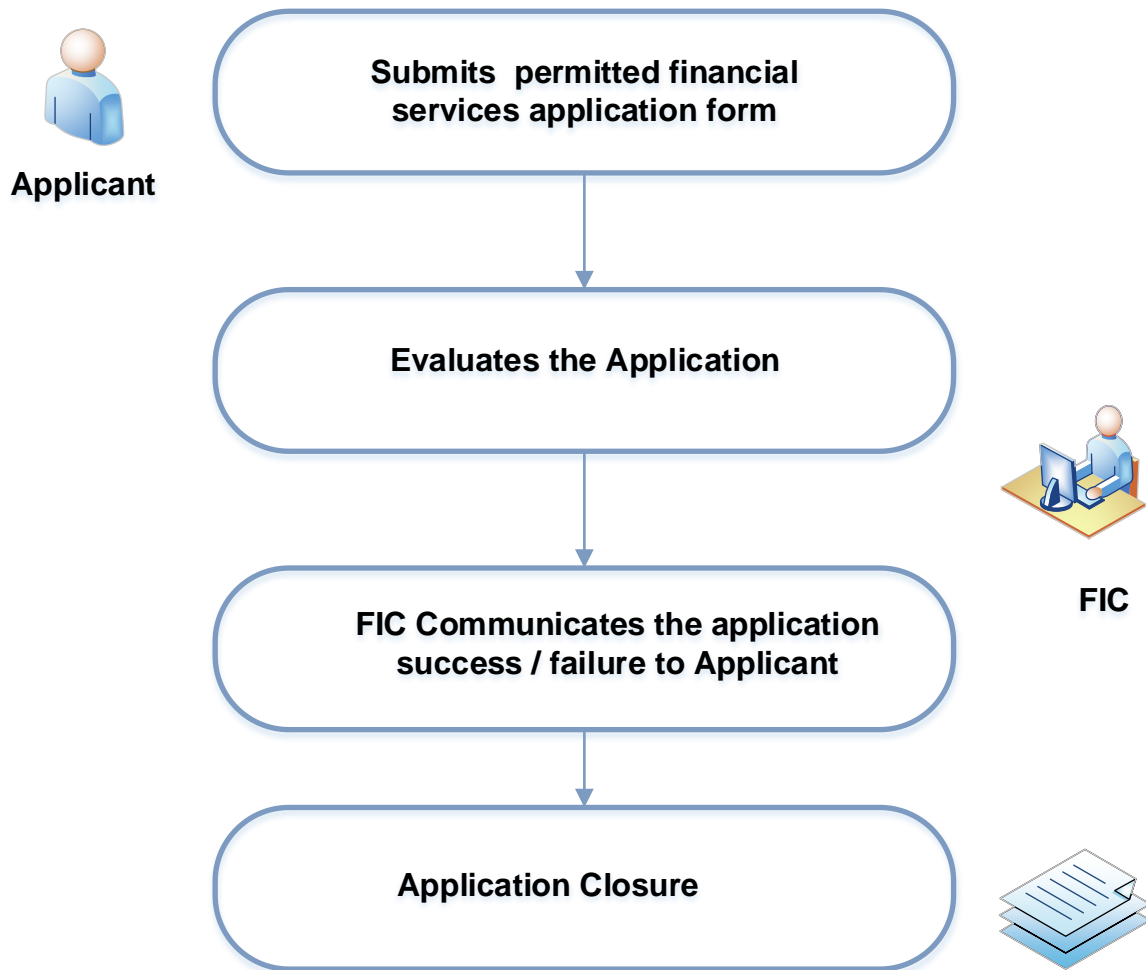 Submits permitted financial
services application form
Applicant
Evaluates the Application
FIC
FIC Communicates the application
success / failure to Applicant
Application Closure